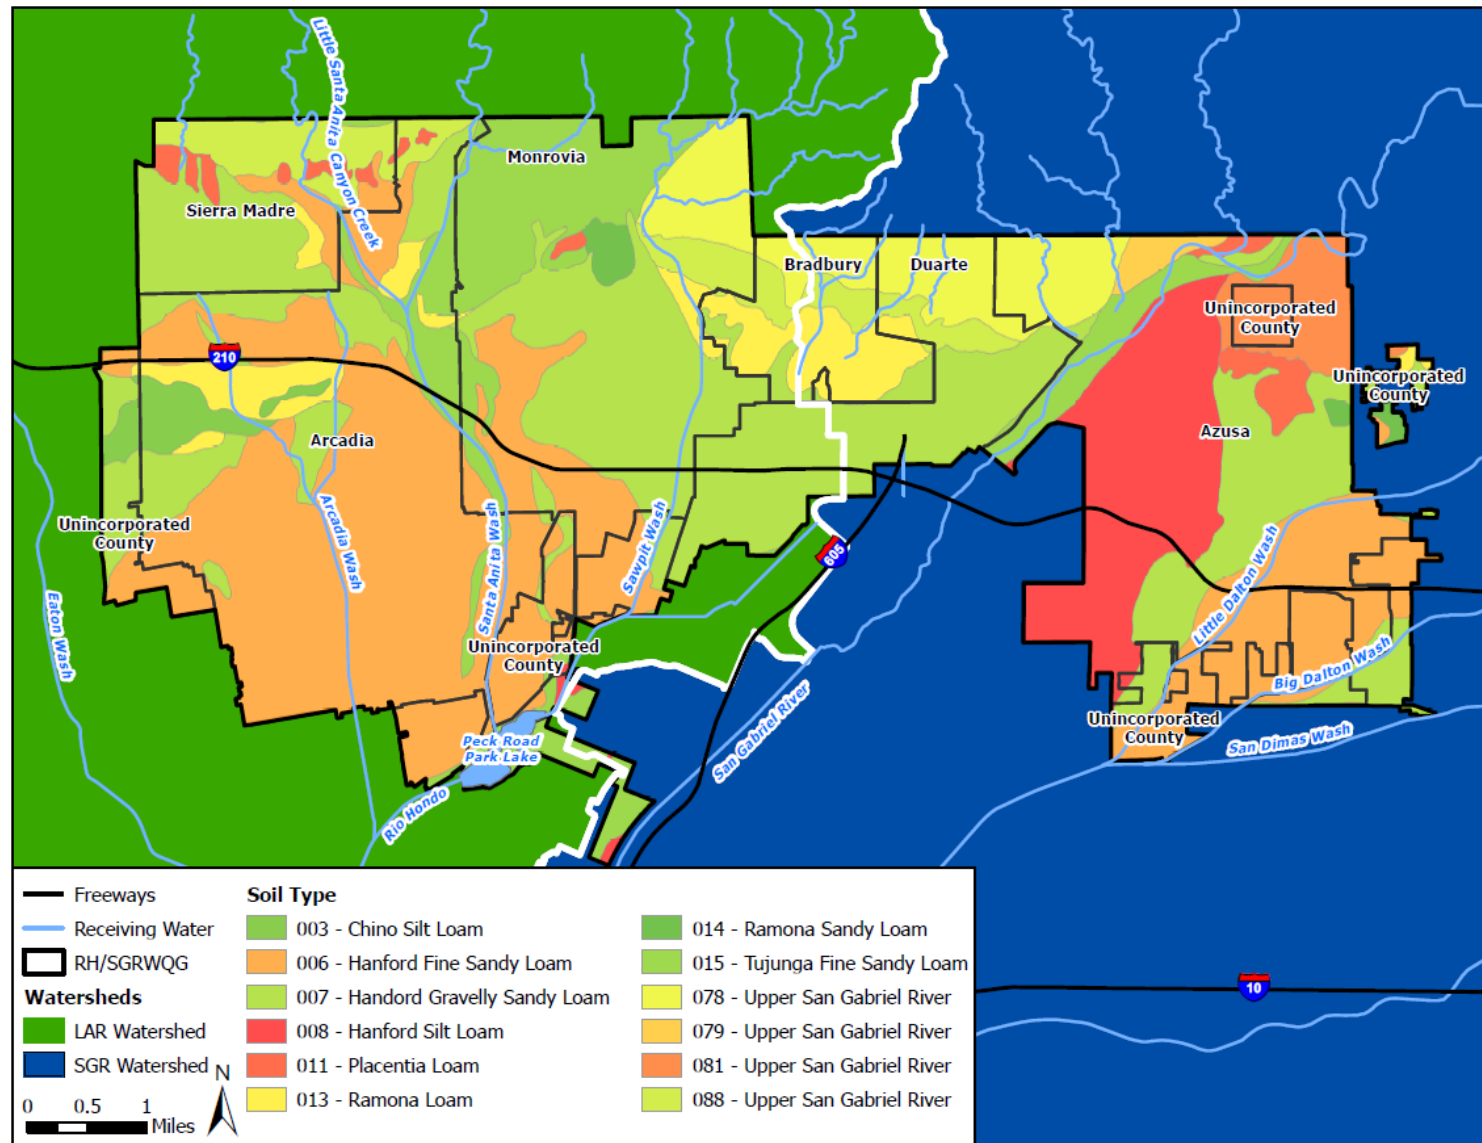 Little Santa Anita Canyon Creek
Monrovia
Sierra Madre
Bradbury
Duarte
Unincorporated
County
210
Unincorporated
County
Arcadia
Azusa
Unincorporated
County
Arcadia Wash
Santa Ani ta Wash
Sawpit Wash
605
Eaton Wash
Little Dalton Wash
Unincorporated
County
Big Dalton Wash
San Gabriel River
Unincorporated
County
San Dimas Wash
Peck Road
Park Lake
Rio Hondo
10
Freeways
Receiving Water
RH/SGRWQG
Watersheds
LAR Watershed
SGR Watershed
N
0 0.5 1
Miles
Soil Type
003 - Chino Silt Loam
006 - Hanford Fine Sandy Loam
007 - Handord Gravelly Sandy Loam
008 - Hanford Silt Loam
011 - Placentia Loam
013 - Ramona Loam
014 - Ramona Sandy Loam
015 - Tujunga Fine Sandy Loam
078 - Upper San Gabriel River
079 - Upper San Gabriel River
081 - Upper San Gabriel River
088 - Upper San Gabriel River